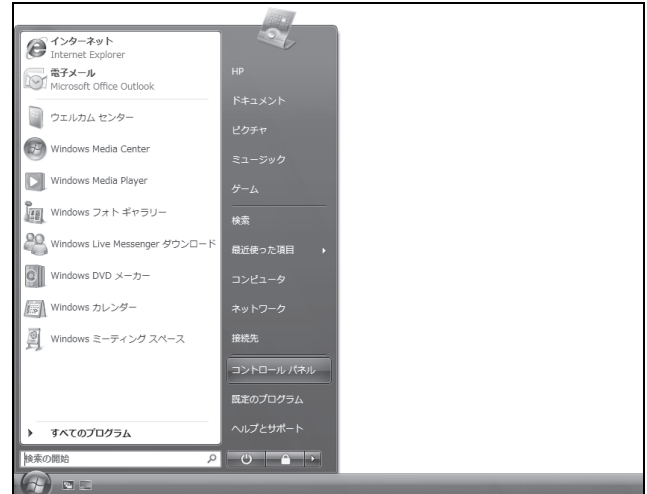 インターネット
Internet Explorer
電子メール
Microsoft Office Outlook
ウェルカム センター
Windows Media Center
Windows Media Player
Windows フォト ギャラリー
Windows Live Messenger ダウンロード
Windows DVD メーカー
Windows カレンダー
Windows ミーティング スペース
すべてのプログラム
検索の開始
HP
ドキュメント
ピクチャ
ミュージック
ゲーム
検索
最近使った項目
コンピュータ
ネットワーク
接続先
コントロール パネル
既定のプログラム
ヘルプとサポート